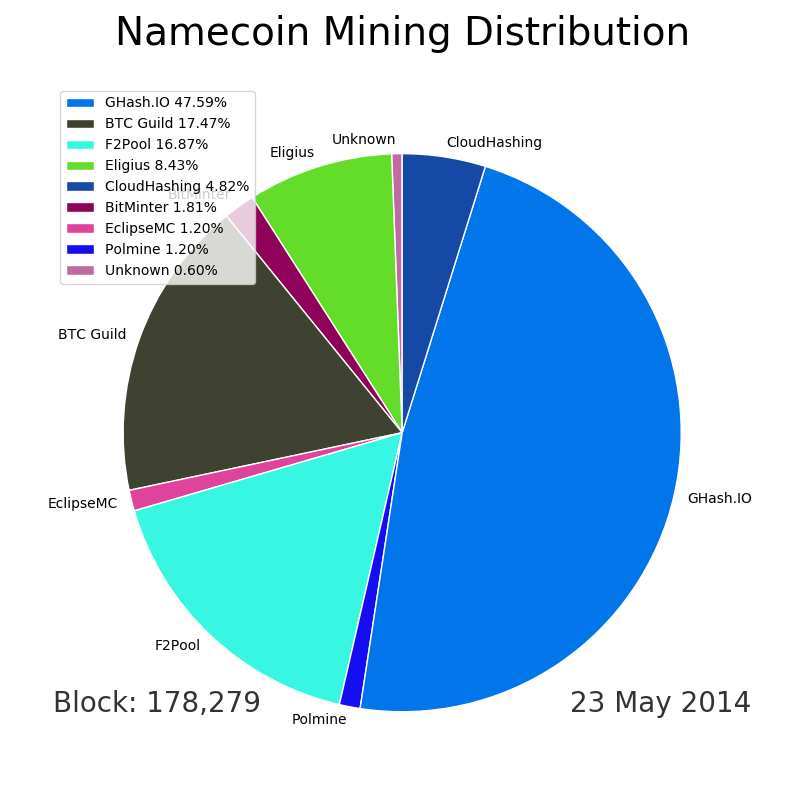 Namecoin Mining Distribution
GHash.IO 47.59%
BTC Guild 17.47%
F2Pool 16.87%
Eligius 8.43%
CloudHashing 4.82%
BitMinter 1.81%
EclipseMC 1.20%
Polmine 1.20%
Unknown 0.60%
Unknown
CloudHashing
Eligius
BitMinter
BTC Guild
GHash.IO
EclipseMC
F2Pool
Polmine
Block: 178,279
23 May 2014